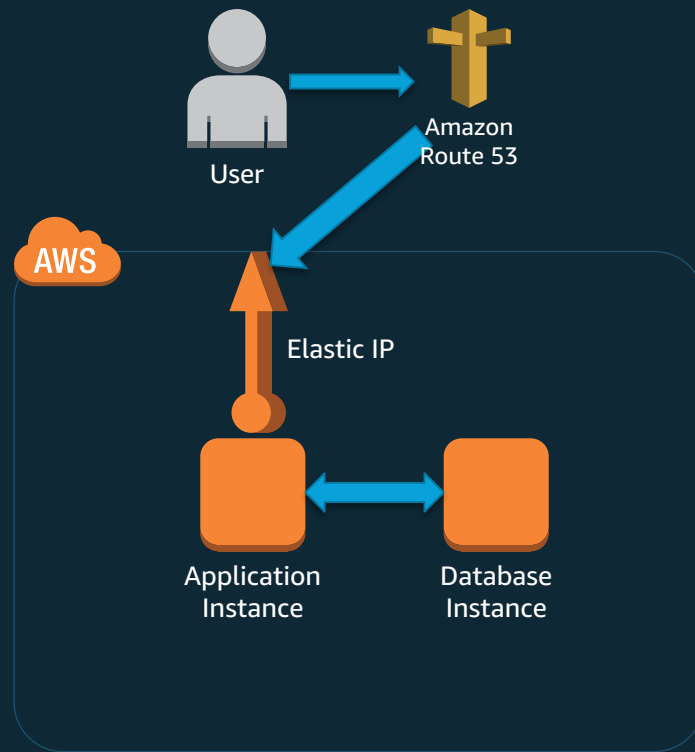 User
Amazon
Route 53
AWS
Elastic IP
Application
Instance
Database
Instance